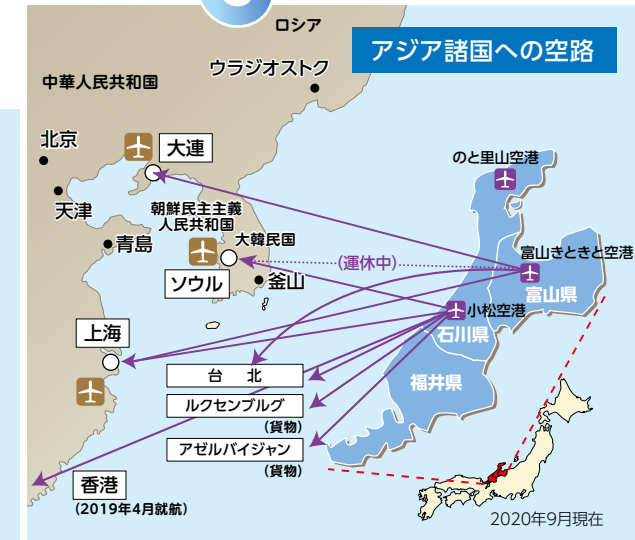 ロシア
アジア諸国への空路
ウラジオストク
中華人民共和国
北京
大連
のと里山空港
天津
朝鮮民主主義
人民共和国
青島
大韓民国
(運休中)
富山きときと空港
ソウル
釜山
富山県
小松空港
上海
石川県
台 北
福井県
ルクセンブルグ
(貨物)
アゼルバイジャン
(貨物)
香港
(2019年4月就航)
2020年9月現在